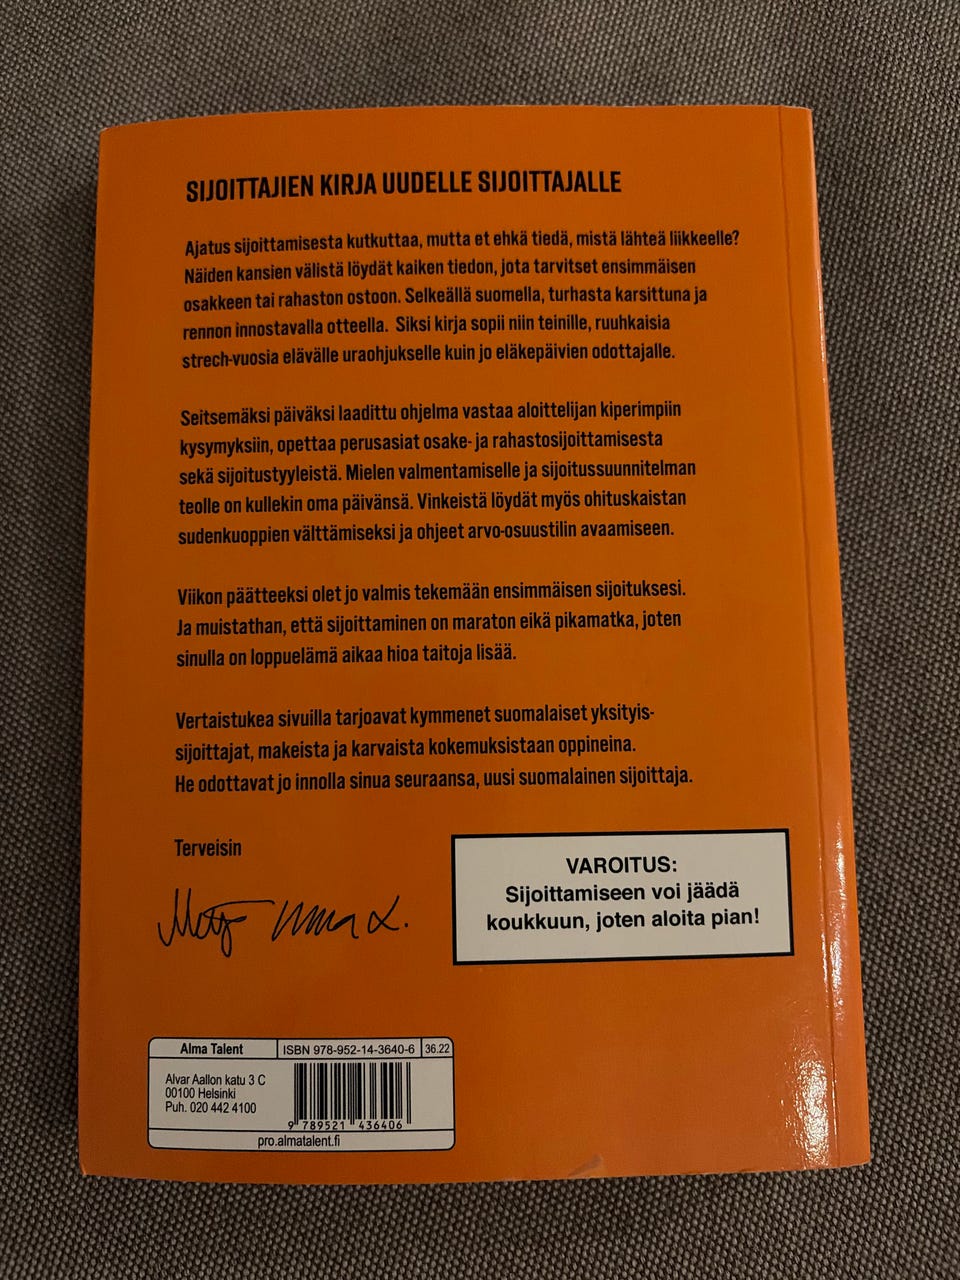 SIJOITTAJIEN KIRJA UUDELLE SIJOITTAJALLE
Ajatus sijoittamisesta kutkuttaa, mutta et ehkä tiedä, mistä lähteä liikkeelle?
Näiden kansien välistä löydät kaiken tiedon, jota tarvitset ensimmäisen
osakkeen tai rahaston ostoon. Selkeällä suomella, turhasta karsittuna ja
rennon innostavalla otteella. Siksi kirja sopii niin teinille, ruuhkaisia
strech-vuosia elävälle uraohjukselle kuin jo eläkepäivien odottajalle.
Seitsemäksi päiväksi laadittu ohjelma vastaa aloittelijan kiperimpiin
kysymyksiin, opettaa perusasiat osake- ja rahastosijoittamisesta
sekä sijoitustyyleistä. Mielen valmentamiselle ja sijoitussuunnitelman
teolle on kullekin oma päivänsä. Vinkeistä löydät myös ohituskaistan
sudenkuoppien välttämiseksi ja ohjeet arvo-osuustilin avaamiseen.
Viikon päätteeksi olet jo valmis tekemään ensimmäisen sijoituksesi.
Ja muistathan, että sijoittaminen on maraton eikä pikamatka, joten
sinulla on loppuelämä aikaa hioa taitoja lisää.
Vertaistukea sivuilla tarjoavat kymmenet suomalaiset yksityis-
sijoittajat, makeista ja karvaista kokemuksistaan oppineina.
He odottavat jo innolla sinua seuraansa, uusi suomalainen sijoittaja.
Terveisin
VAROITUS:
Sijoittamiseen voi jäädä
koukkuun, joten aloita pian!
Alma Talent ISBN 978-952-14-3640-6 36.22
Alvar Aallon katu 3 C
00100 Helsinki
Puh. 020 442 4100
9 789521 436406
pro.almatalent.fi